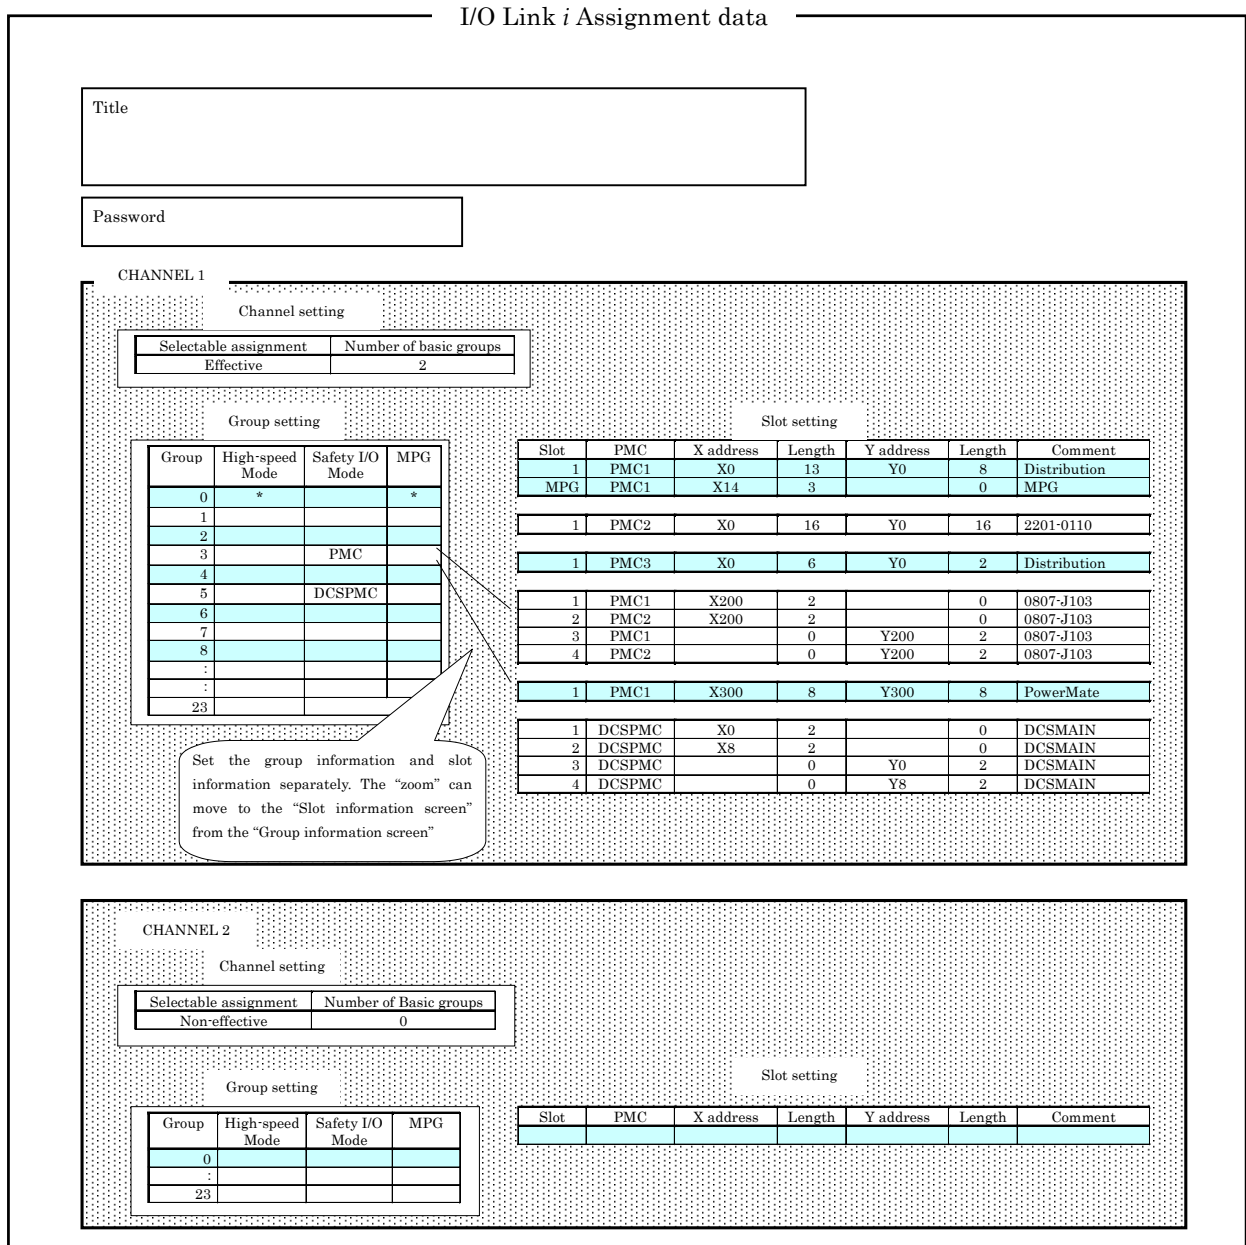 I/O Link i Assignment data
Title
Password
CHANNEL 1
Channel setting
Selectable assignment Number of basic groups
Effective 2
Group setting
Group High-speed Mode Safety I/O Mode MPG
0 * *
1
2
3 PMC
4
5 DCSPMC
6
7
8
:
:
23
Slot setting
Slot PMC X address Length Y address Length Comment
1 PMC1 X0 13 Y0 8 Distribution
MPG PMC1 X14 3 0 MPG
1 PMC2 X0 16 Y0 16 2201-0110
1 PMC3 X0 6 Y0 2 Distribution
1 PMC1 X200 2 0 0807-J103
2 PMC2 X200 2 0 0807-J103
3 PMC1 0 Y200 2 0807-J103
4 PMC2 0 Y200 2 0807-J103
1 PMC1 X300 8 Y300 8 PowerMate
1 DCSPMC X0 2 0 DCSMAIN
2 DCSPMC X8 2 0 DCSMAIN
3 DCSPMC 0 Y0 2 DCSMAIN
4 DCSPMC 0 Y8 2 DCSMAIN
Set the group information and slot
information separately. The “zoom” can
move to the “Slot information screen”
from the “Group information screen”
CHANNEL 2
Channel setting
Selectable assignment Number of Basic groups
Non-effective 0
Group setting
Group High-speed Mode Safety I/O Mode MPG
0
:
23
Slot setting
Slot PMC X address Length Y address Length Comment